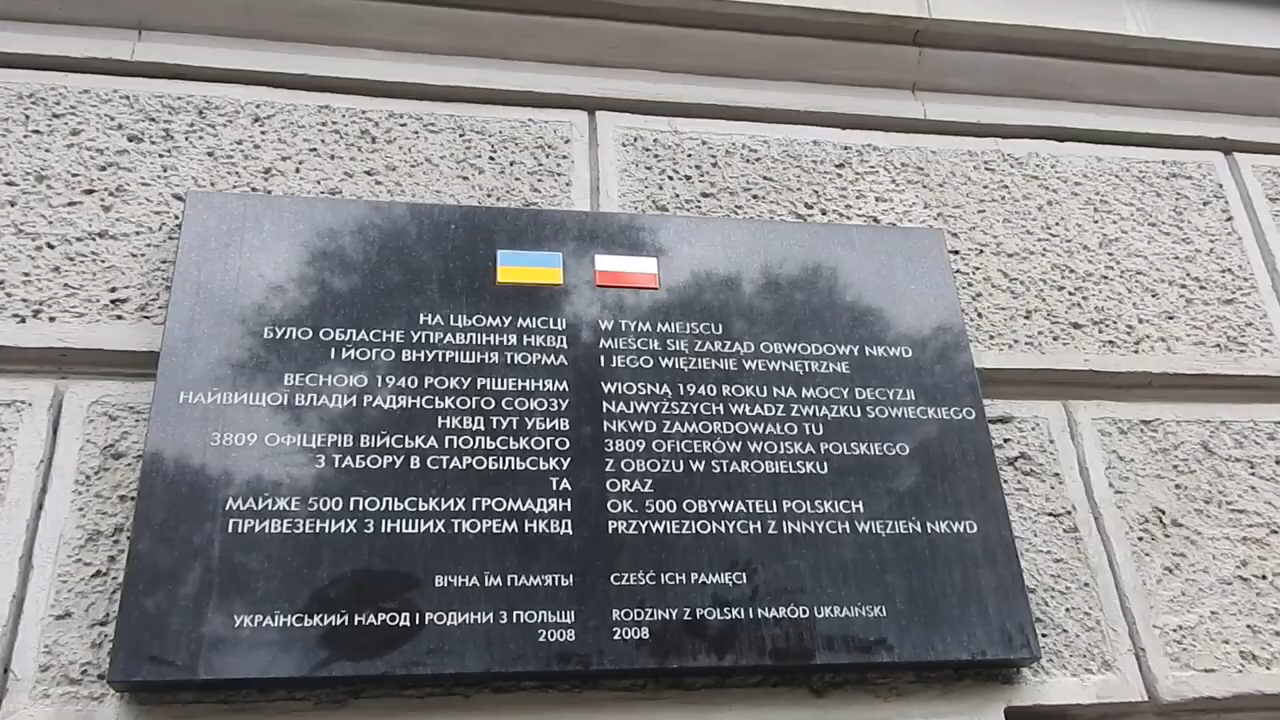 НА ЦЬОМУ МІСЦІ
БУЛО ОБЛАСНЕ УПРАВЛІННЯ НКВД
І ЙОГО ВНУТРІШНЯ ТЮРМА
ВЕСНОЮ 1940 РОКУ РІШЕННЯМ
НАЙВИЩОЇ ВЛАДИ РАДЯНСЬКОГО СОЮЗУ
НКВД ТУТ УБИВ
3809 ОФІЦЕРІВ ВІЙСЬКА ПОЛЬСЬКОГО
З ТАБОРУ В СТАРОБІЛЬСЬКУ
ТА
МАЙЖЕ 500 ПОЛЬСЬКИХ ГРОМАДЯН
ПРИВЕЗЕНИХ З ІНШИХ ТЮРЕМ НКВД
ВІЧНА ЇМ ПАМ'ЯТЬ!
УКРАЇНСЬКИЙ НАРОД І РОДИНИ З ПОЛЬЩІ
2008
W TYM MIEJSCU
MIEŚCIŁ SIĘ ZARZĄD OBWODOWY NKWD
I JEGO WIĘZIENIE WEWNĘTRZNE
WIOSNĄ 1940 ROKU NA MOCY DECYZJI
NAJWYŻSZYCH WŁADZ ZWIĄZKU SOWIECKIEGO
NKWD ZAMORDOWAŁO TU
3809 OFICERÓW WOJSKA POLSKIEGO
Z OBOZU W STAROBIELSKU
ORAZ
OK. 500 OBYWATELI POLSKICH
PRZYWIEZIONYCH Z INNYCH WIĘZIEŃ NKWD
CZEŚĆ ICH PAMIĘCI
RODZINY Z POLSKI I NARÓD UKRAIŃSKI
2008